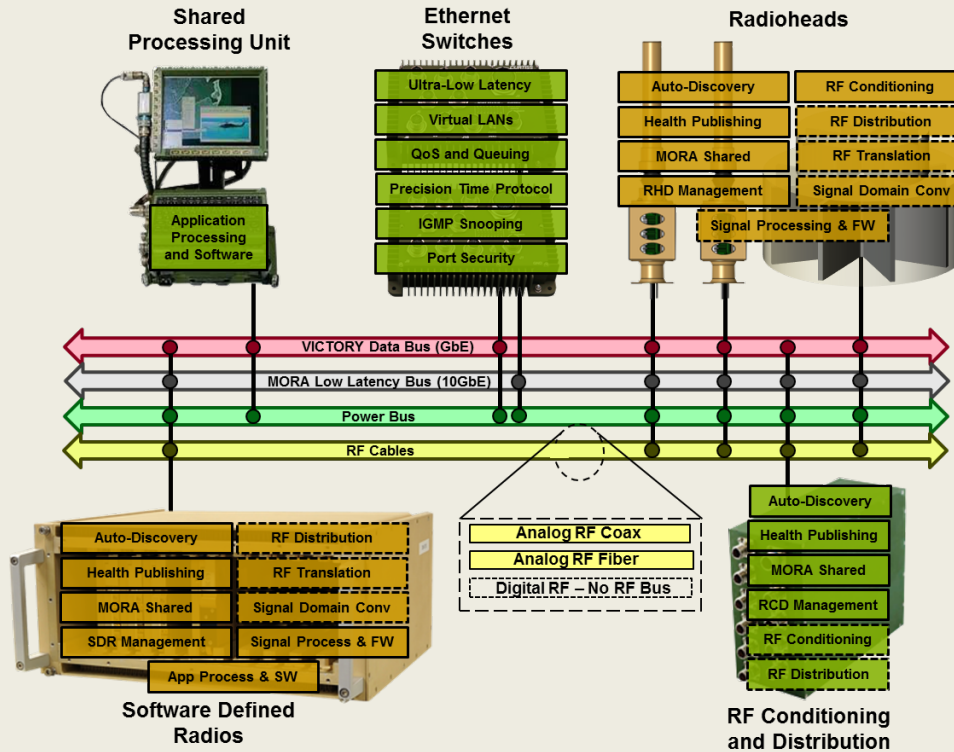 Shared
Processing Unit
Application
Processing
and Software
Ethernet
Switches
Ultra-Low Latency
Virtual LANs
QoS and Queuing
Precision Time Protocol
IGMP Snooping
Port Security
Radioheads
Auto-Discovery
RF Conditioning
Health Publishing
RF Distribution
MORA Shared
RF Translation
RHD Management
Signal Domain Conv
Signal Processing & FW
VICTORY Data Bus (GbE)
MORA Low Latency Bus (10GbE)
Power Bus
RF Cables
Analog RF Coax
Analog RF Fiber
Digital RF – No RF Bus
Auto-Discovery
RF Distribution
Health Publishing
RF Translation
MORA Shared
Signal Domain Conv
SDR Management
Signal Process & FW
App Process & SW
Software Defined
Radios
Auto-Discovery
Health Publishing
MORA Shared
RCD Management
RF Conditioning
RF Distribution
RF Conditioning
and Distribution